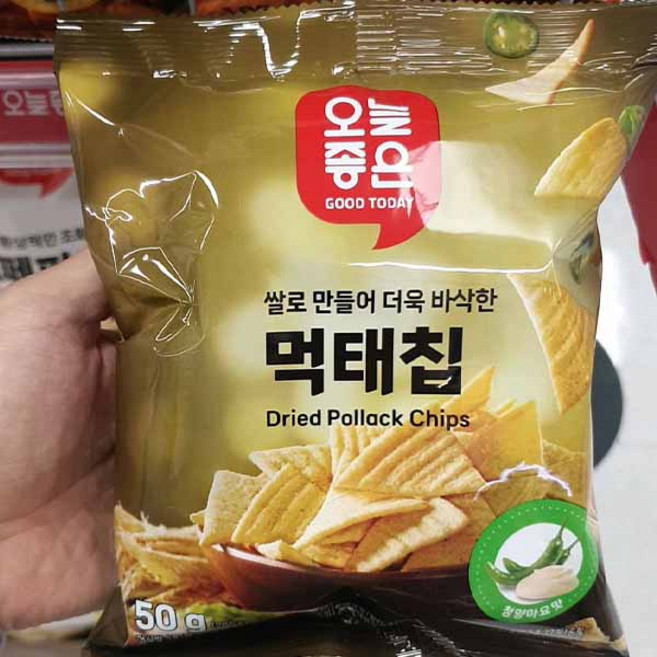 오늘
좋은
GOOD TODAY
쌀로 만들어 더욱 바삭한
먹태칩
Dried Pollack Chips
청양마요맛
50 g